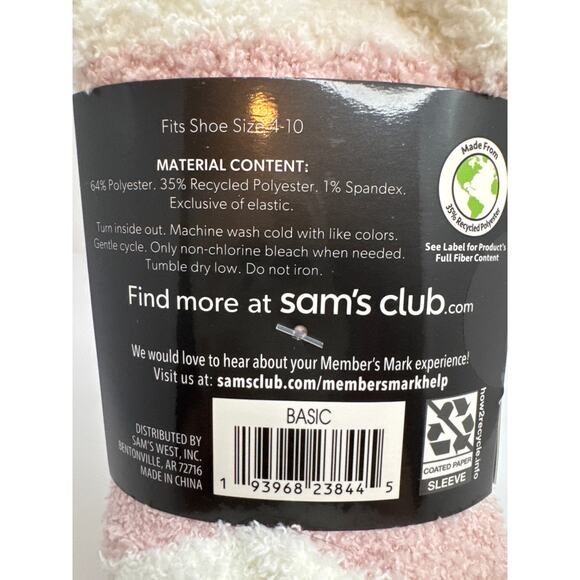 Fits Shoe Size 4-10
MATERIAL CONTENT:
64% Polyester. 35% Recycled Polyester. 1% Spandex.
Exclusive of elastic.
Turn inside out. Machine wash cold with like colors.
Gentle cycle. Only non-chlorine bleach when needed.
Tumble dry low. Do not iron.
Made From
35% Recycled Polyester
See Label for Product's
Full Fiber Content
Find more at sam's club.com
We would love to hear about your Member's Mark experience!
Visit us at: samsclub.com/membersmarkhelp
DISTRIBUTED BY
SAM'S WEST, INC.
BENTONVILLE, AR 72716
MADE IN CHINA
BASIC
1 93968 23844 5
COATED PAPER
SLEEVE
how2recycle.info